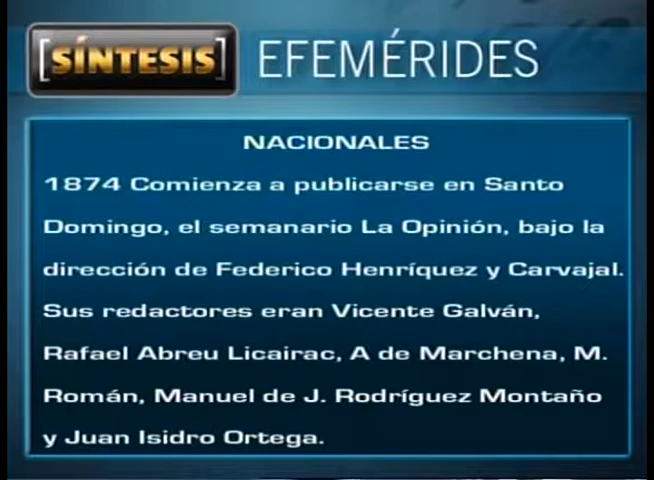 [SÍNTESIS] EFEMÉRIDES
NACIONALES
1874 Comienza a publicarse en Santo
Domingo, el semanario La Opinión, bajo la
dirección de Federico Henríquez y Carvajal.
Sus redactores eran Vicente Galván,
Rafael Abreu Licairac, A de Marchena, M.
Román, Manuel de J. Rodríguez Montaño
y Juan Isidro Ortega.